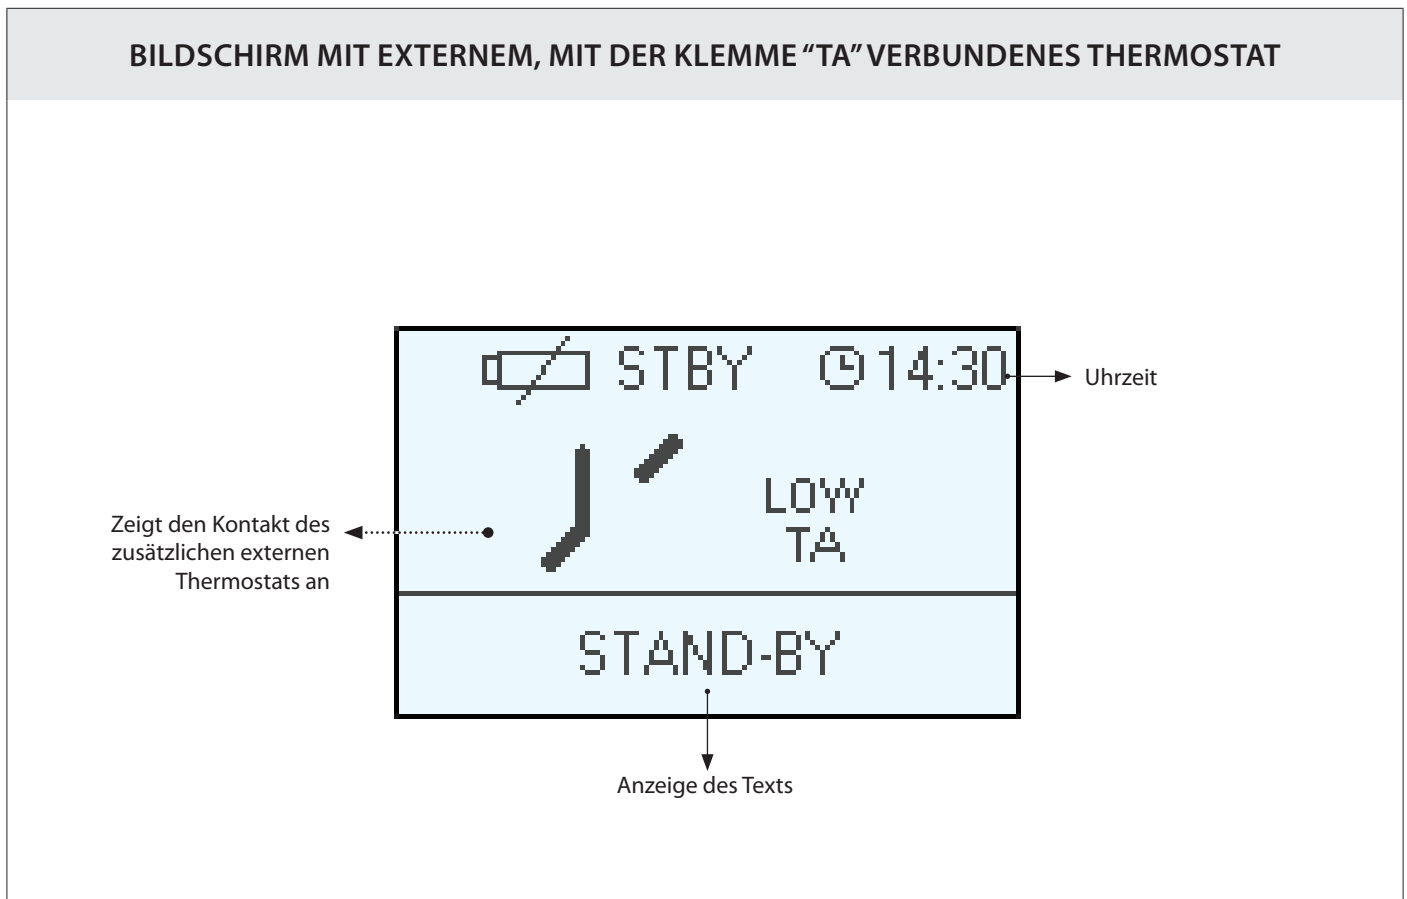 BILDSCHIRM MIT EXTERNEM, MIT DER KLEMME “TA” VERBUNDENES THERMOSTAT
STBY 14:30
Uhrzeit
LOW
TA
Zeigt den Kontakt des
zusätzlichen externen
Thermostats an
STAND-BY
Anzeige des Texts